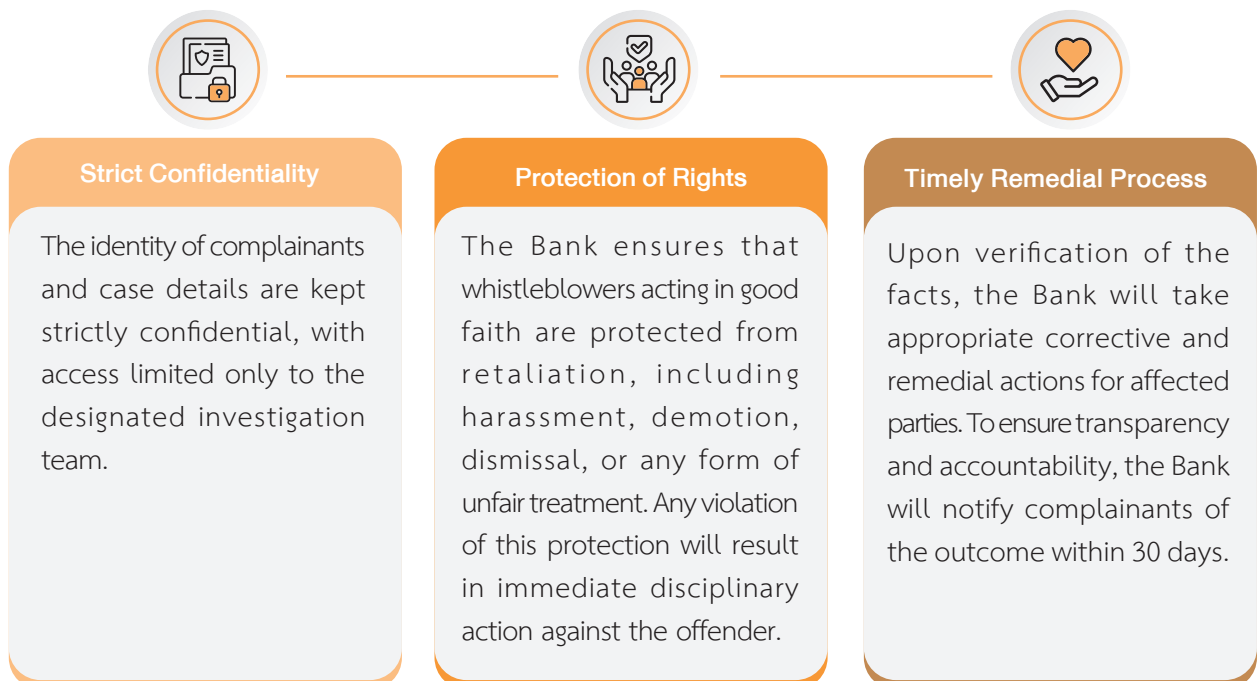 Strict Confidentiality
The identity of complainants
and case details are kept
strictly confidential, with
access limited only to the
designated investigation
team.
Protection of Rights
The Bank ensures that
whistleblowers acting in good
faith are protected from
retaliation, including
harassment, demotion,
dismissal, or any form of
unfair treatment. Any violation
of this protection will result
in immediate disciplinary
action against the offender.
Timely Remedial Process
Upon verification of the
facts, the Bank will take
appropriate corrective and
remedial actions for affected
parties. To ensure transparency
and accountability, the Bank
will notify complainants of
the outcome within 30 days.